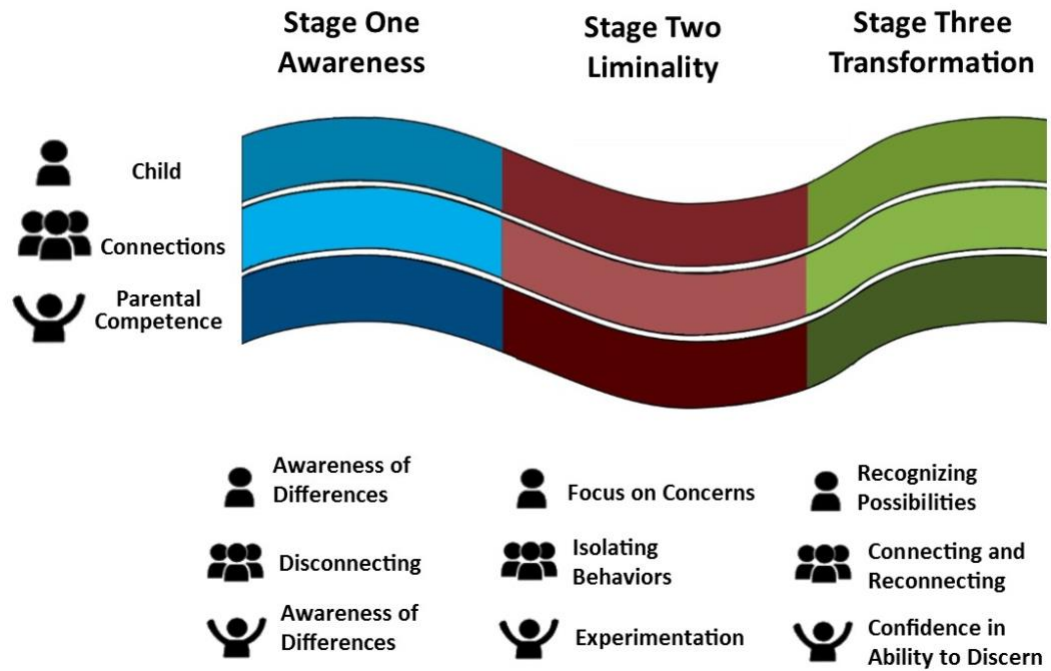 Stage One
Awareness
Stage Two
Liminality
Stage Three
Transformation
Child
Connections
Parental
Competence
Awareness of
Differences
Focus on Concerns
Recognizing
Possibilities
Disconnecting
Isolating
Behaviors
Connecting and
Reconnecting
Awareness of
Differences
Experimentation
Confidence in
Ability to Discern